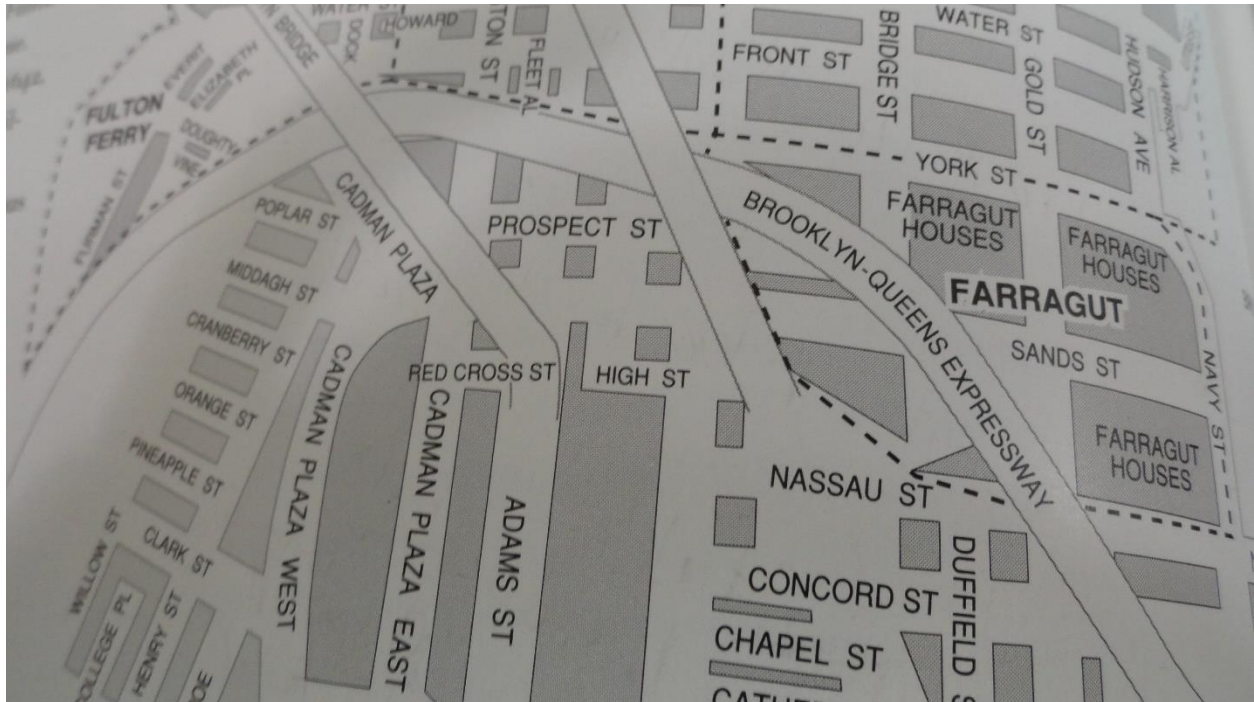 WATER ST
HOWARD
DOCK
BRIDGE
FLEET AL
FRONT ST
BRIDGE ST
WATER ST
GOLD ST
HUDSON AVE
HARRISON AL
EVERIT
ELIZABETH PL
FULTON
FERRY
DOUGHTY
VINE
FURMAN ST
YORK ST
CADMAN PLAZA
POPLAR ST
PROSPECT ST
BROOKLYN-QUEENS EXPRESSWAY
FARRAGUT
HOUSES
FARRAGUT
HOUSES
FARRAGUT
MIDDAGH ST
CRANBERRY ST
ORANGE ST
PINEAPPLE ST
CLARK ST
CADMAN PLAZA WEST
RED CROSS ST
HIGH ST
SANDS ST
NAVY ST
CADMAN PLAZA EAST
ADAMS ST
FARRAGUT
HOUSES
NASSAU ST
WILLOW ST
COLLEGE PL
HENRY ST
CONCORD ST
DUFFIELD S
CHAPEL ST